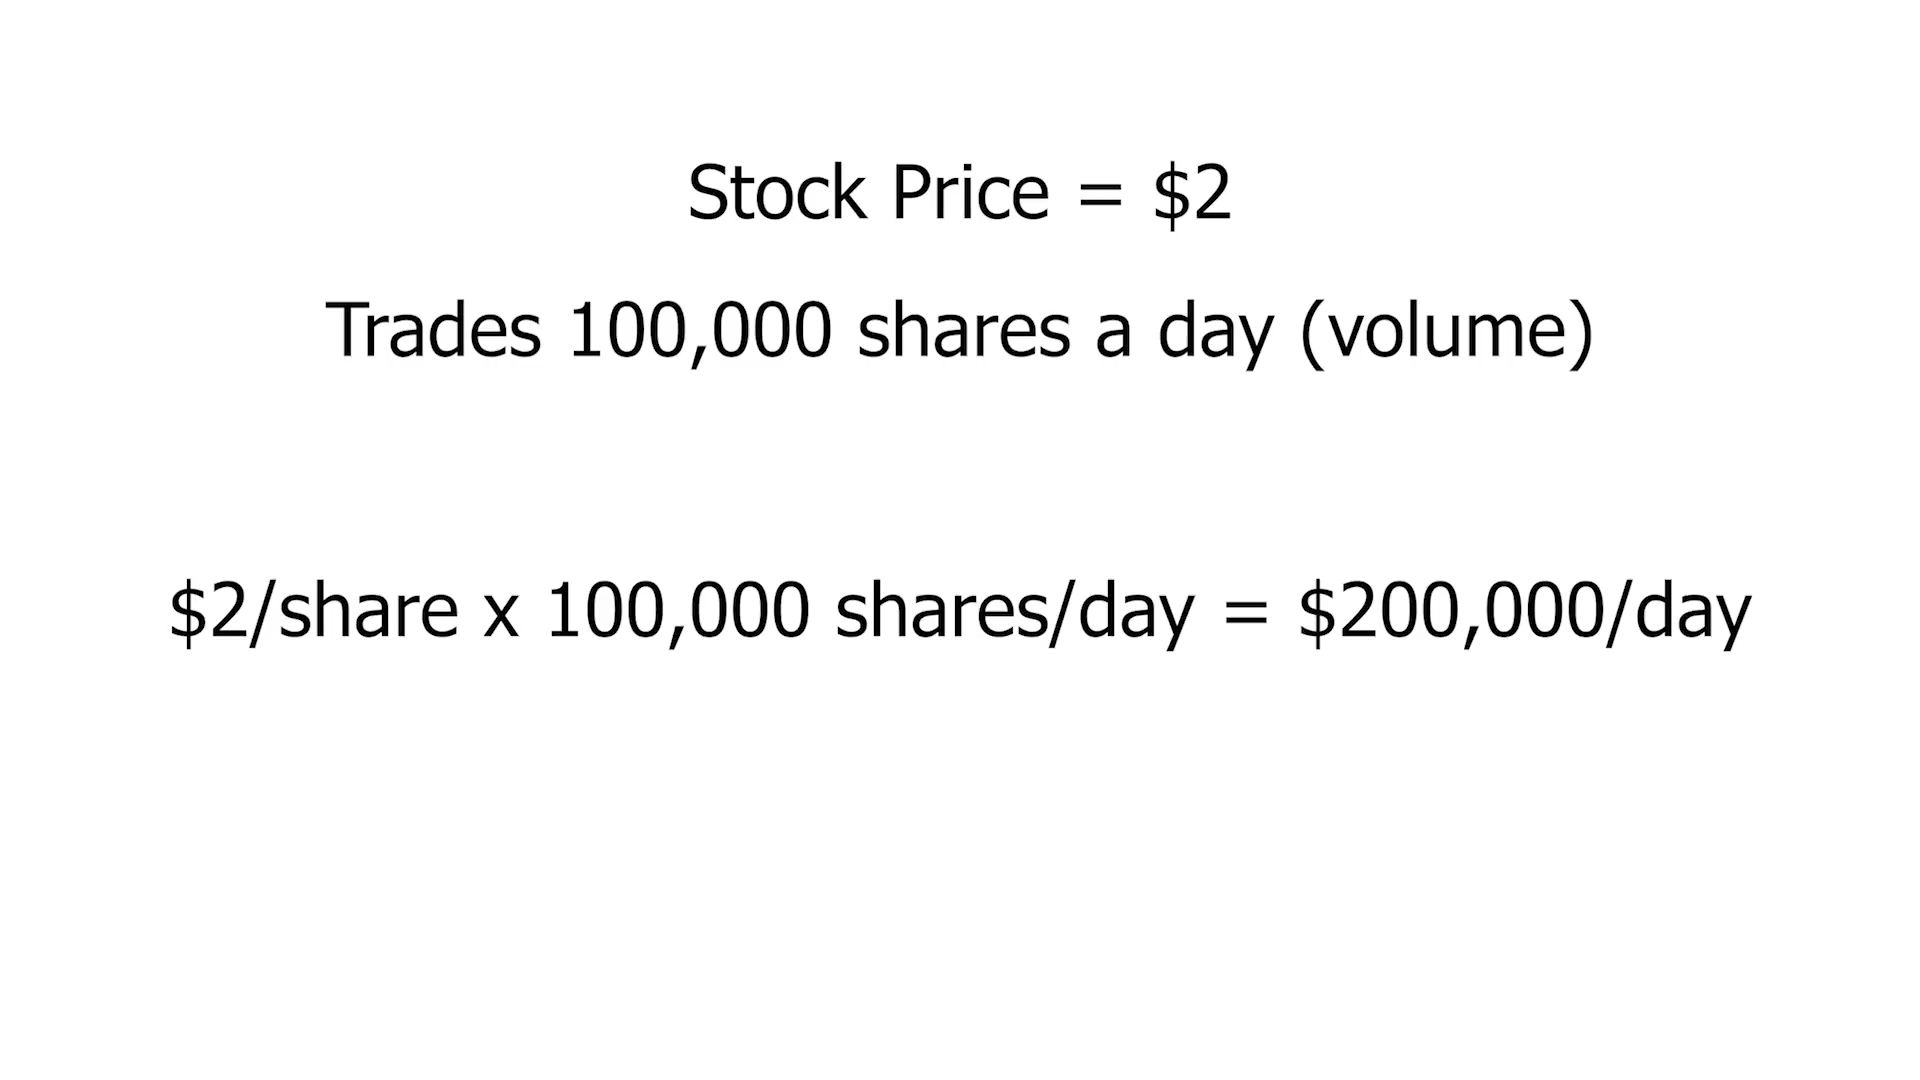 Stock Price = $2
Trades 100,000 shares a day (volume)
$2/share x 100,000 shares/day = $200,000/day